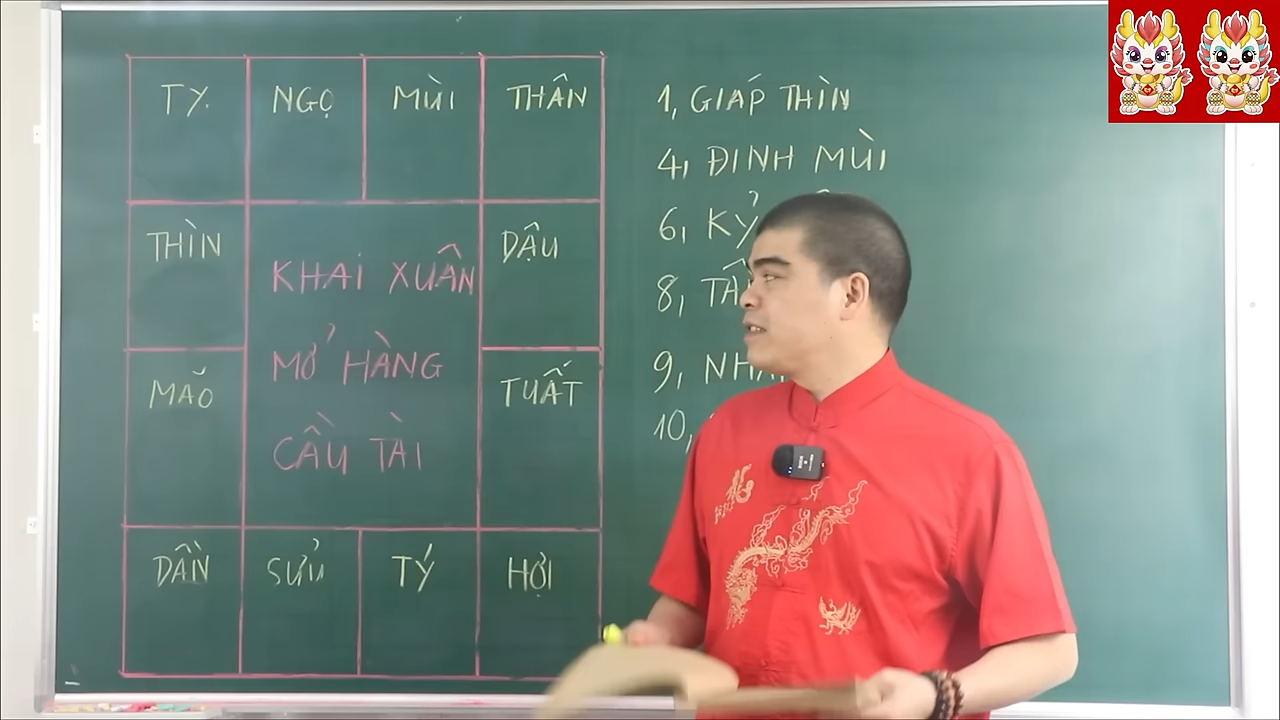 TY.
NGỌ
MÙI
THÂN
THÌN
DẬU
MÃO
TUẤT
DẦN
SỬU
TÝ
HỢI
KHAI XUÂN
MỞ HÀNG
CẦU TÀI
1, GIÁP THÌN
4, ĐINH MÙI
6, KỶ
8,
9,
10,